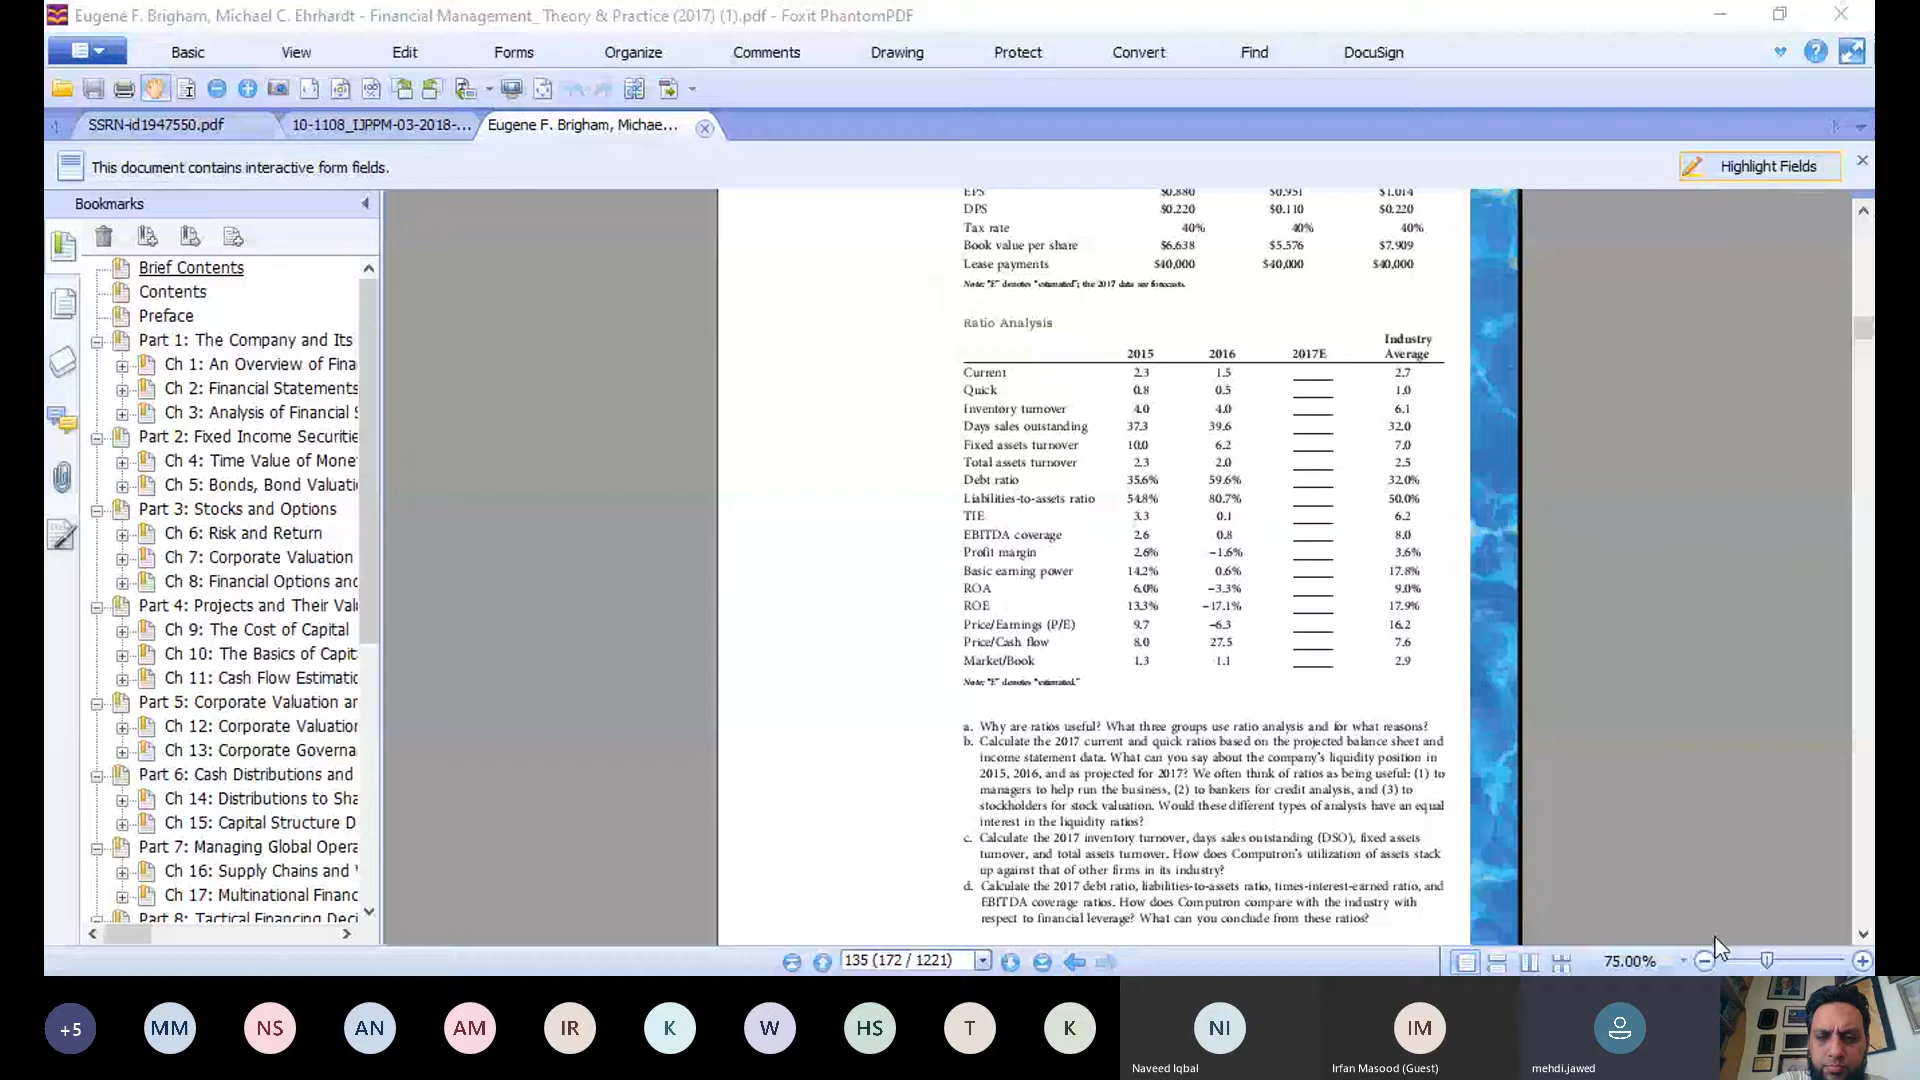 Eugene F. Brigham, Michael C. Ehrhardt - Financial Management_ Theory & Practice (2017) (1).pdf - Foxit PhantomPDF
Basic View Edit Forms Organize Comments Drawing Protect Convert Find DocuSign
SSRN-id1947550.pdf 10-1108_IJPPM-03-2018-... Eugene F. Brigham, Michae...
This document contains interactive form fields. Highlight Fields
Bookmarks
Brief Contents
Contents
Preface
Part 1: The Company and Its
Ch 1: An Overview of Fina
Ch 2: Financial Statements
Ch 3: Analysis of Financial S
Part 2: Fixed Income Securitie
Ch 4: Time Value of Mone
Ch 5: Bonds, Bond Valuati
Part 3: Stocks and Options
Ch 6: Risk and Return
Ch 7: Corporate Valuation
Ch 8: Financial Options and
Part 4: Projects and Their Val
Ch 9: The Cost of Capital
Ch 10: The Basics of Capit
Ch 11: Cash Flow Estimatio
Part 5: Corporate Valuation ar
Ch 12: Corporate Valuation
Ch 13: Corporate Governa
Part 6: Cash Distributions and
Ch 14: Distributions to Sha
Ch 15: Capital Structure D
Part 7: Managing Global Opera
Ch 16: Supply Chains and
Ch 17: Multinational Financ
Part 8: Tactical Financing Deci
EPS $0.880 $0.951 $1.014
DPS $0.220 $0.110 $0.220
Tax rate 40% 40% 40%
Book value per share $6.638 $5.576 $7.909
Lease payments $40,000 $40,000 $40,000
Note: "E" denotes "estimated"; the 2017 data are forecasts.
Ratio Analysis
2015 2016 2017E Industry Average
Current 2.3 1.5 2.7
Quick 0.8 0.5 1.0
Inventory turnover 4.0 4.0 6.1
Days sales outstanding 37.3 39.6 32.0
Fixed assets turnover 10.0 6.2 7.0
Total assets turnover 2.3 2.0 2.5
Debt ratio 35.6% 59.6% 32.0%
Liabilities-to-assets ratio 54.8% 80.7% 50.0%
TIE 3.3 0.1 6.2
EBITDA coverage 2.6 0.8 8.0
Profit margin 2.6% −1.6% 3.6%
Basic earning power 14.2% 0.6% 17.8%
ROA 6.0% −3.3% 9.0%
ROE 13.3% −17.1% 17.9%
Price/Earnings (P/E) 9.7 −6.3 16.2
Price/Cash flow 8.0 27.5 7.6
Market/Book 1.3 1.1 2.9
Note: "E" denotes "estimated."
a. Why are ratios useful? What three groups use ratio analysis and for what reasons?
b. Calculate the 2017 current and quick ratios based on the projected balance sheet and
income statement data. What can you say about the company's liquidity position in
2015, 2016, and as projected for 2017? We often think of ratios as being useful: (1) to
managers to help run the business, (2) to bankers for credit analysis, and (3) to
stockholders for stock valuation. Would these different types of analysts have an equal
interest in the liquidity ratios?
c. Calculate the 2017 inventory turnover, days sales outstanding (DSO), fixed assets
turnover, and total assets turnover. How does Computron's utilization of assets stack
up against that of other firms in its industry?
d. Calculate the 2017 debt ratio, liabilities-to-assets ratio, times-interest-earned ratio, and
EBITDA coverage ratios. How does Computron compare with the industry with
respect to financial leverage? What can you conclude from these ratios?
135 (172 / 1221) 75.00%
+5 MM NS AN AM IR K W HS T K NI IM
Naveed Iqbal Irfan Masood (Guest) mehdi.jawed